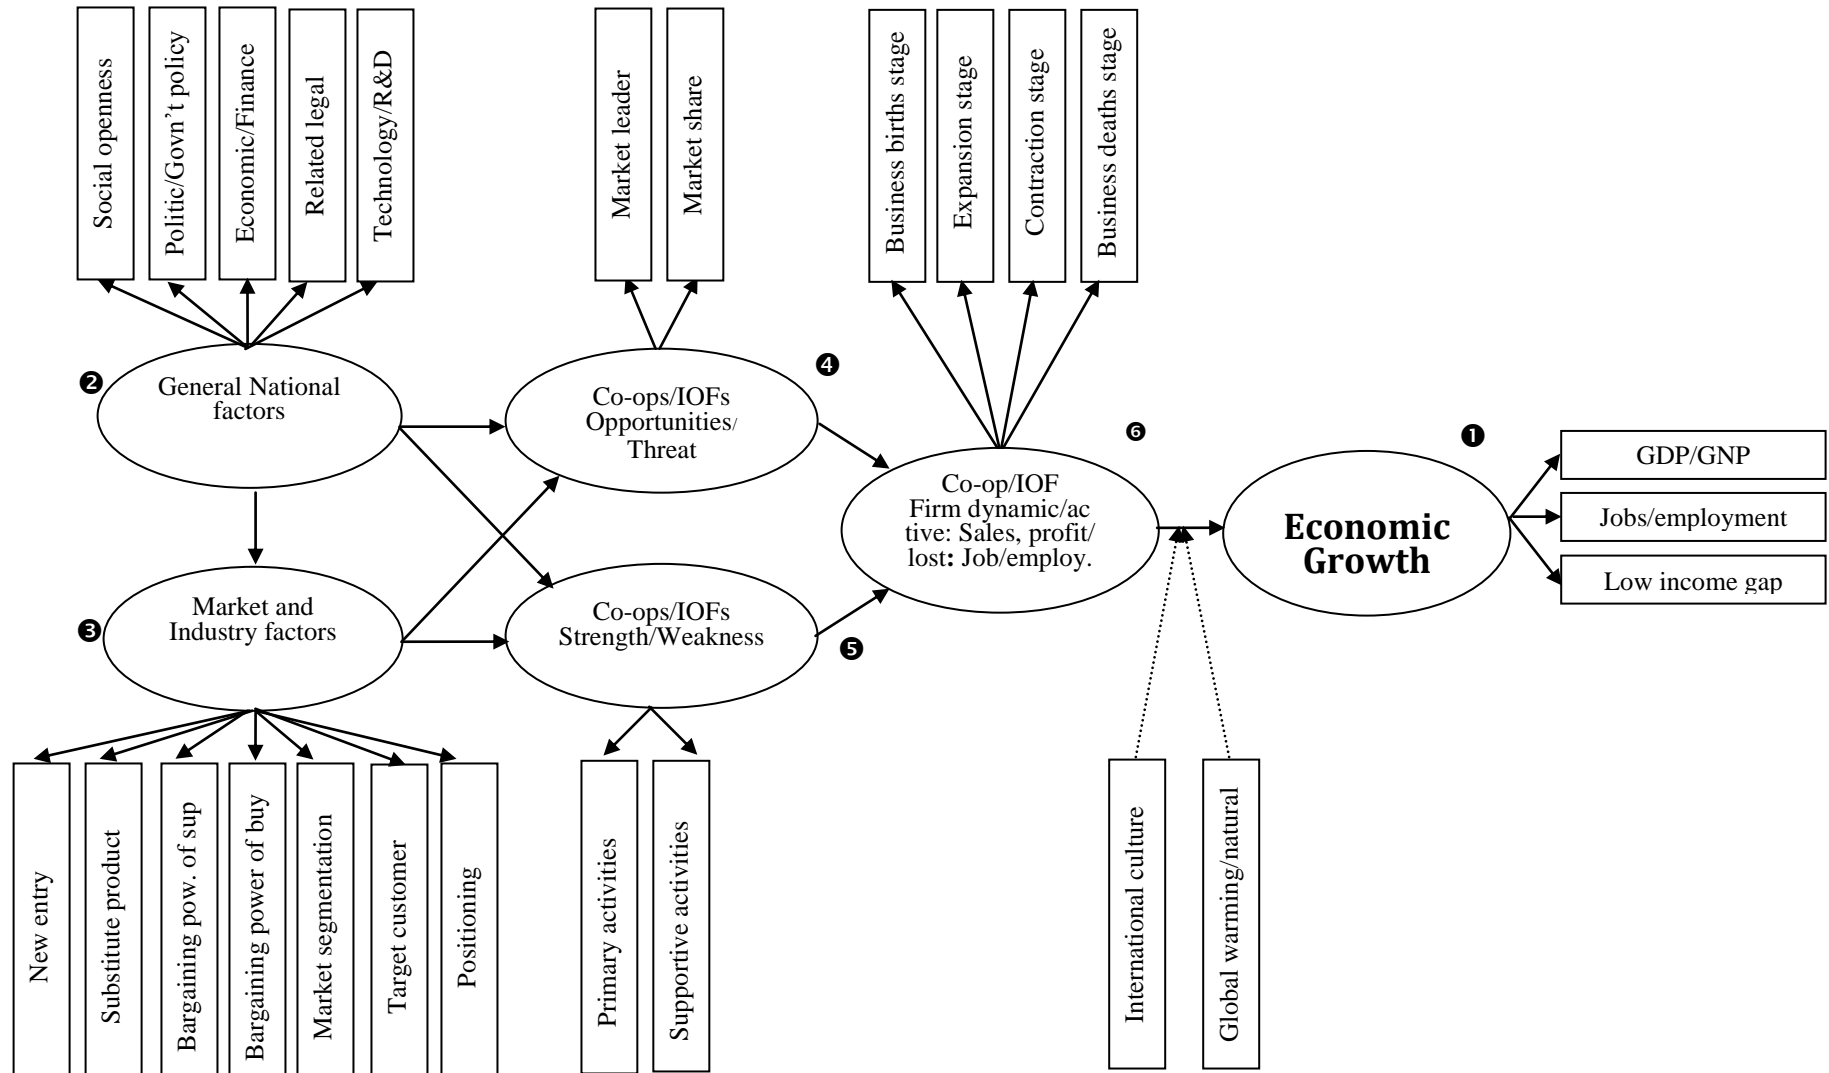 Social openness
Politic/Govn't policy
Economic/Finance
Related legal
Technology/R&D
Market leader
Market share
Business births stage
Expansion stage
Contraction stage
Business deaths stage
❷
General National
factors
❹
Co-ops/IOFs
Opportunities/
Threat
❻
Co-op/IOF
Firm dynamic/ac
tive: Sales, profit/
lost: Job/employ.
❶
Economic
Growth
GDP/GNP
Jobs/employment
Low income gap
❸
Market and
Industry factors
Co-ops/IOFs
Strength/Weakness
❺
New entry
Substitute product
Bargaining pow. of sup
Bargaining power of buy
Market segmentation
Target customer
Positioning
Primary activities
Supportive activities
International culture
Global warming/natural